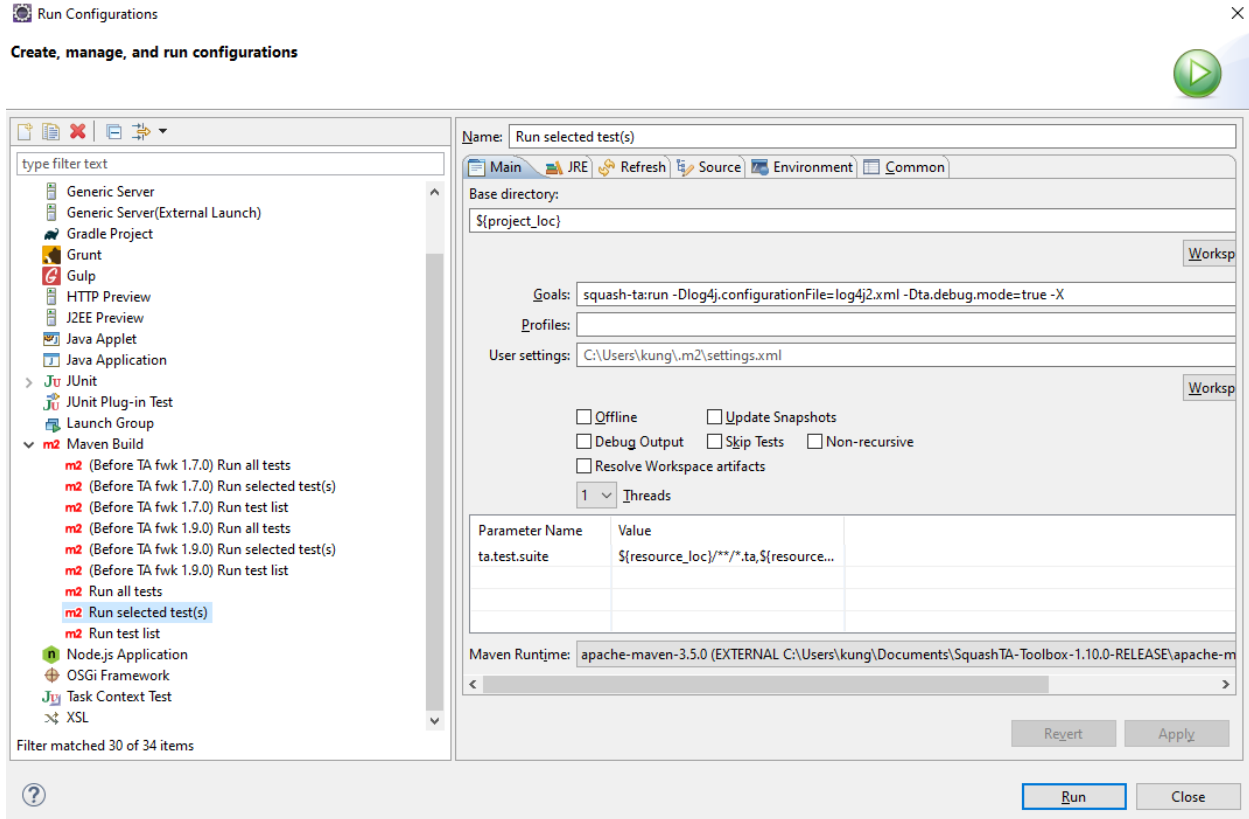 Run Configurations
Create, manage, and run configurations
type filter text
Generic Server
Generic Server(External Launch)
Gradle Project
Grunt
Gulp
HTTP Preview
J2EE Preview
Java Applet
Java Application
JUnit
JUnit Plug-in Test
Launch Group
m2 Maven Build
m2 (Before TA fwk 1.7.0) Run all tests
m2 (Before TA fwk 1.7.0) Run selected test(s)
m2 (Before TA fwk 1.7.0) Run test list
m2 (Before TA fwk 1.9.0) Run all tests
m2 (Before TA fwk 1.9.0) Run selected test(s)
m2 (Before TA fwk 1.9.0) Run test list
m2 Run all tests
m2 Run selected test(s)
m2 Run test list
Node.js Application
OSGi Framework
Task Context Test
XSL
Filter matched 30 of 34 items
Name: Run selected test(s)
Main JRE Refresh Source Environment Common
Base directory:
${project_loc}
Worksp
Goals: squash-ta:run -Dlog4j.configurationFile=log4j2.xml -Dta.debug.mode=true -X
Profiles:
User settings: C:\Users\kung\.m2\settings.xml
Worksp
Offline Update Snapshots
Debug Output Skip Tests Non-recursive
Resolve Workspace artifacts
1 Threads
Parameter Name Value
ta.test.suite ${resource_loc}/**/*.ta,${resource...
Maven Runtime: apache-maven-3.5.0 (EXTERNAL C:\Users\kung\Documents\SquashTA-Toolbox-1.10.0-RELEASE\apache-m
Revert Apply
Run Close